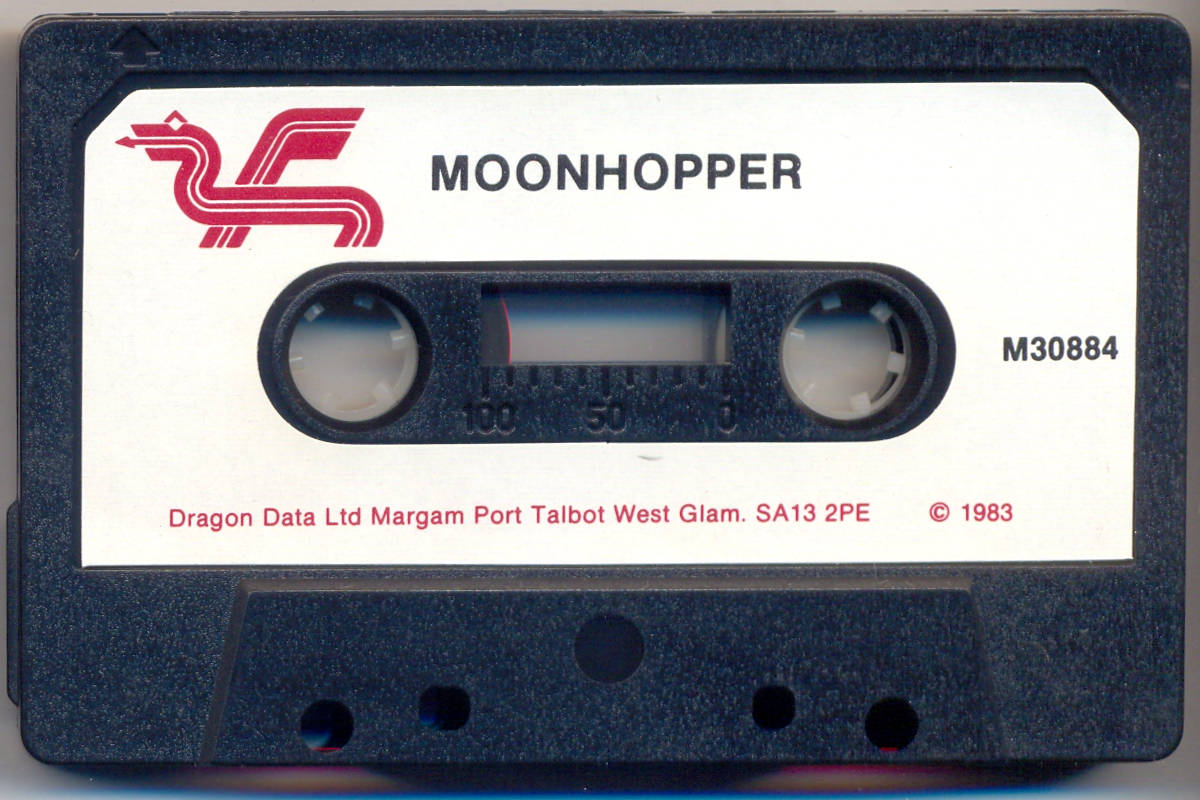 MOONHOPPER
M30884
100 50 0
Dragon Data Ltd Margam Port Talbot West Glam. SA13 2PE © 1983